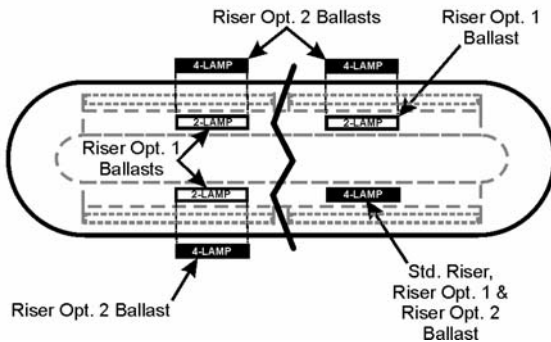 Riser Opt. 2 Ballasts
Riser Opt. 1
Ballast
4-LAMP
4-LAMP
2-LAMP
2-LAMP
Riser Opt. 1
Ballasts
2-LAMP
4-LAMP
4-LAMP
Riser Opt. 2 Ballast
Std. Riser,
Riser Opt. 1 &
Riser Opt. 2
Ballast